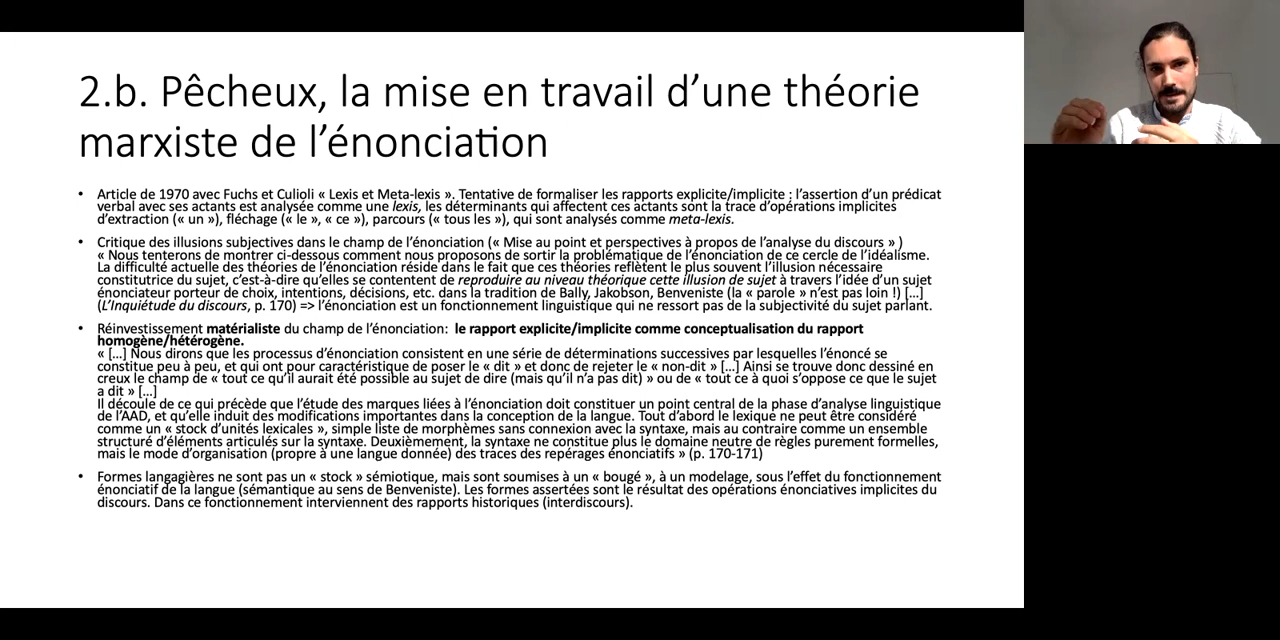 2.b. Pêcheux, la mise en travail d’une théorie
marxiste de l’énonciation
• Article de 1970 avec Fuchs et Culioli « Lexis et Meta-lexis ». Tentative de formaliser les rapports explicite/implicite : l’assertion d’un prédicat
verbal avec ses actants est analysée comme une lexis, les déterminants qui affectent ces actants sont la trace d’opérations implicites
d’extraction (« un »), fléchage (« le », « ce »), parcours (« tous les »), qui sont analysés comme meta-lexis.
• Critique des illusions subjectives dans le champ de l’énonciation (« Mise au point et perspectives à propos de l’analyse du discours » )
« Nous tenterons de montrer ci-dessous comment nous proposons de sortir la problématique de l’énonciation de ce cercle de l’idéalisme.
La difficulté actuelle des théories de l’énonciation réside dans le fait que ces théories reflètent le plus souvent l’illusion nécessaire
constitutrice du sujet, c’est-à-dire qu’elles se contentent de reproduire au niveau théorique cette illusion de sujet à travers l’idée d’un sujet
énonciateur porteur de choix, intentions, décisions, etc. dans la tradition de Bally, Jakobson, Benveniste (la « parole » n’est pas loin !) […]
(L’Inquiétude du discours, p. 170) => l’énonciation est un fonctionnement linguistique qui ne ressort pas de la subjectivité du sujet parlant.
• Réinvestissement matérialiste du champ de l’énonciation: le rapport explicite/implicite comme conceptualisation du rapport
homogène/hétérogène.
« […] Nous dirons que les processus d’énonciation consistent en une série de déterminations successives par lesquelles l’énoncé se
constitue peu à peu, et qui ont pour caractéristique de poser le « dit » et donc de rejeter le « non-dit » […] Ainsi se trouve donc dessiné en
creux le champ de « tout ce qu’il aurait été possible au sujet de dire (mais qu’il n’a pas dit) » ou de « tout ce à quoi s’oppose ce que le sujet
a dit » […]
Il découle de ce qui précède que l’étude des marques liées à l’énonciation doit constituer un point central de la phase d’analyse linguistique
de l’AAD, et qu’elle induit des modifications importantes dans la conception de la langue. Tout d’abord le lexique ne peut être considéré
comme un « stock d’unités lexicales », simple liste de morphèmes sans connexion avec la syntaxe, mais au contraire comme un ensemble
structuré d’éléments articulés sur la syntaxe. Deuxièmement, la syntaxe ne constitue plus le domaine neutre de règles purement formelles,
mais le mode d’organisation (propre à une langue donnée) des traces des repérages énonciatifs » (p. 170-171)
• Formes langagières ne sont pas un « stock » sémiotique, mais sont soumises à un « bougé », à un modelage, sous l’effet du fonctionnement
énonciatif de la langue (sémantique au sens de Benveniste). Les formes assertées sont le résultat des opérations énonciatives implicites du
discours. Dans ce fonctionnement interviennent des rapports historiques (interdiscours).